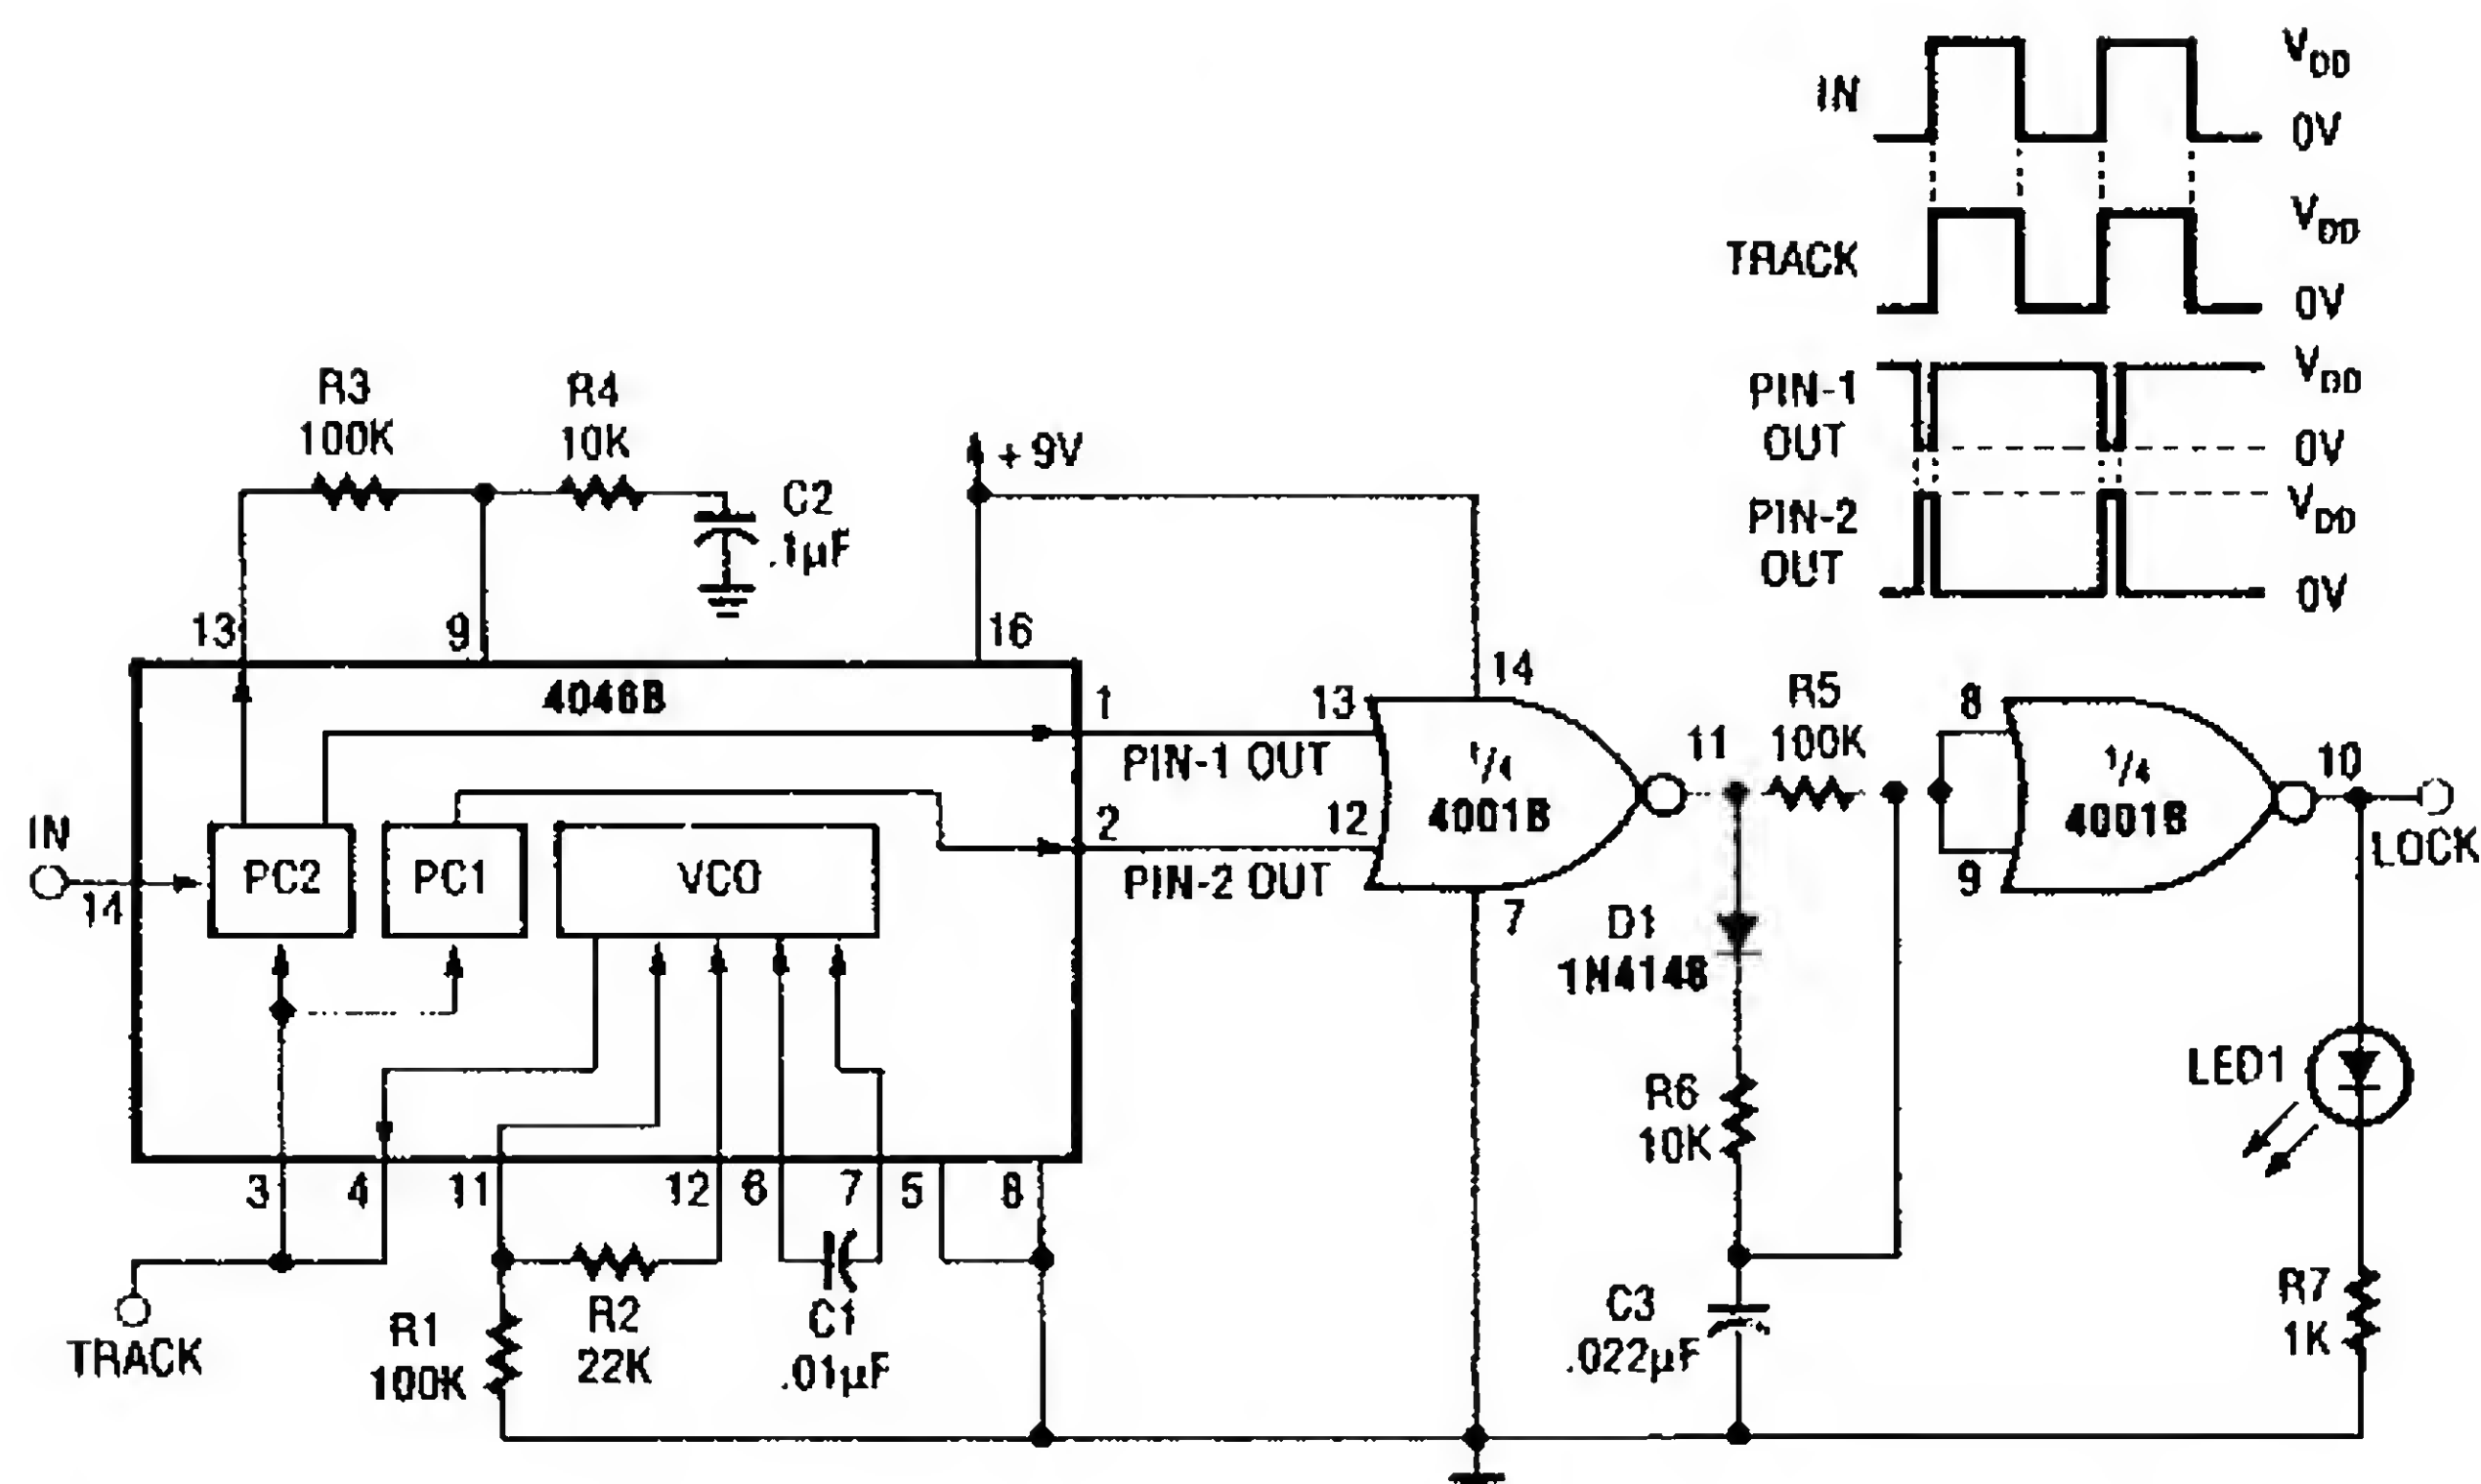 IN
V_DD
0V
TRACK
V_DD
0V
PIN-1
OUT
V_DD
0V
PIN-2
OUT
V_DD
0V
R3
100K
R4
10K
C2
.1µF
+ 9V
13
9
16
4046B
1
PIN-1 OUT
2
PIN-2 OUT
13
12
14
1/4
4001B
7
11
R5
100K
8
9
1/4
4001B
10
LOCK
IN
14
PC2
PC1
VCO
D1
1N4148
R6
10K
LED1
3
4
11
12
6
7
5
8
TRACK
R1
100K
R2
22K
C1
.01µF
C3
.022µF
R7
1K